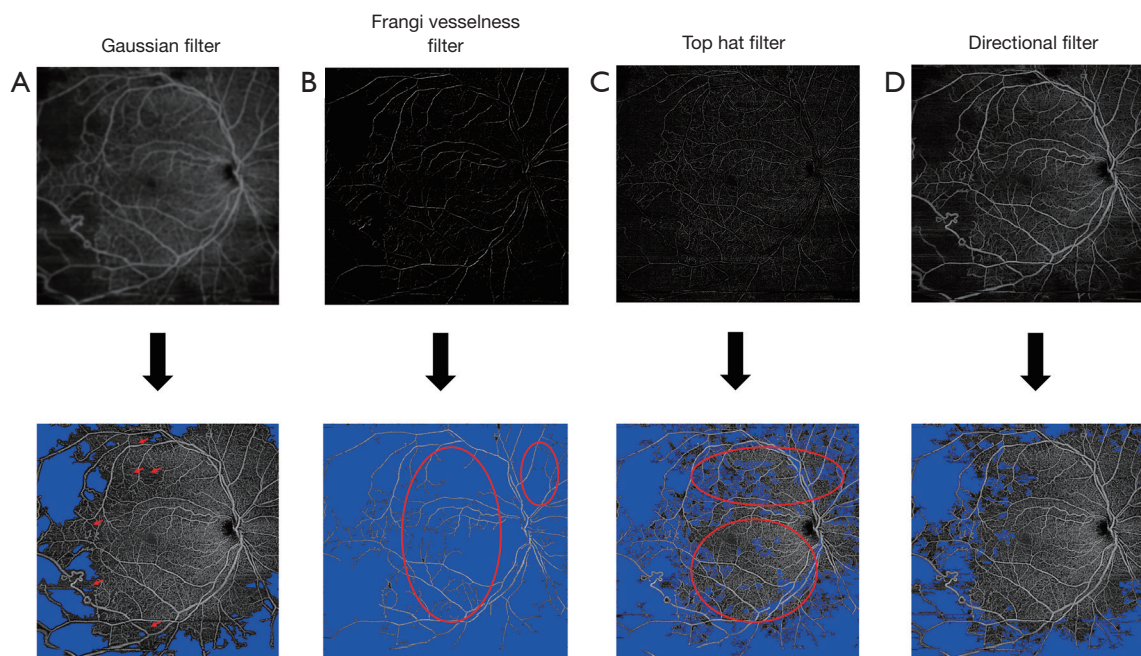 A
Gaussian filter
B
Frangi vesselness
filter
C
Top hat filter
D
Directional filter